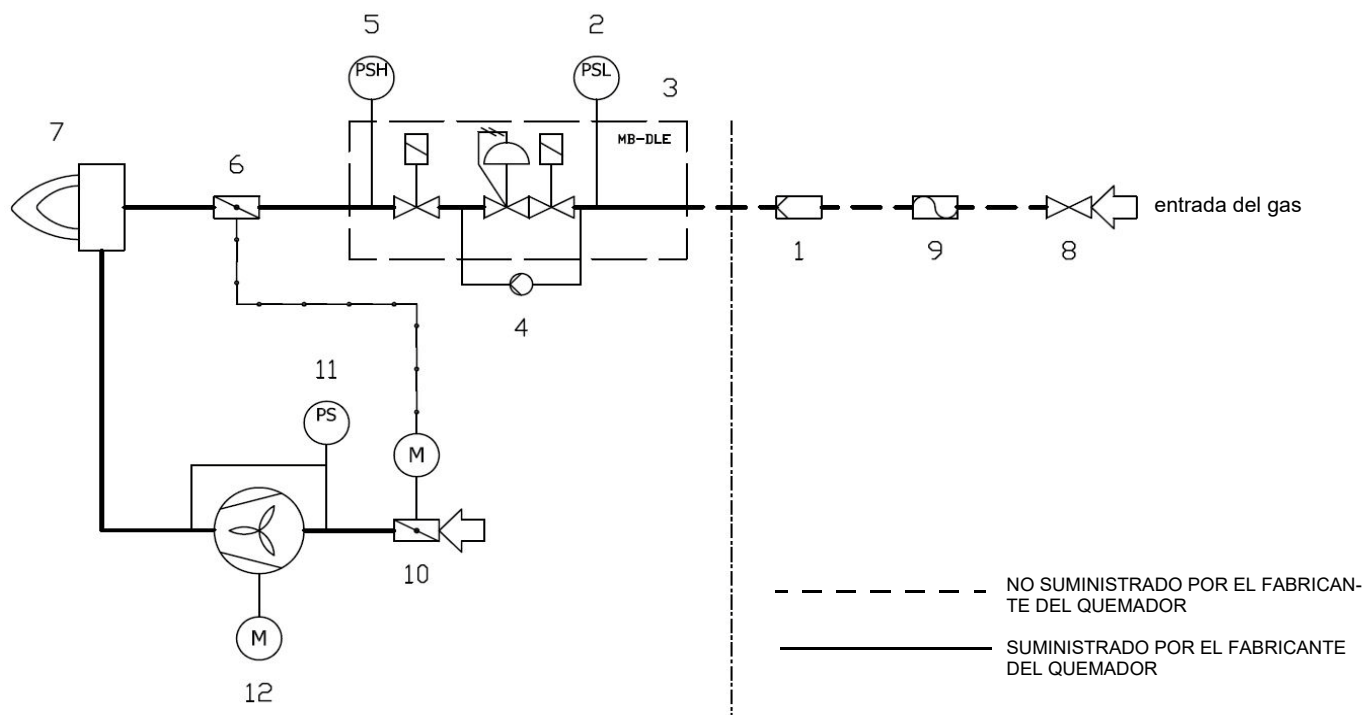 5
2
PSH
PSL
3
7
MB-DLE
6
entrada del gas
1
9
8
4
11
PS
M
10
NO SUMINISTRADO POR EL FABRICAN-
TE DEL QUEMADOR
M
SUMINISTRADO POR EL FABRICANTE
DEL QUEMADOR
12